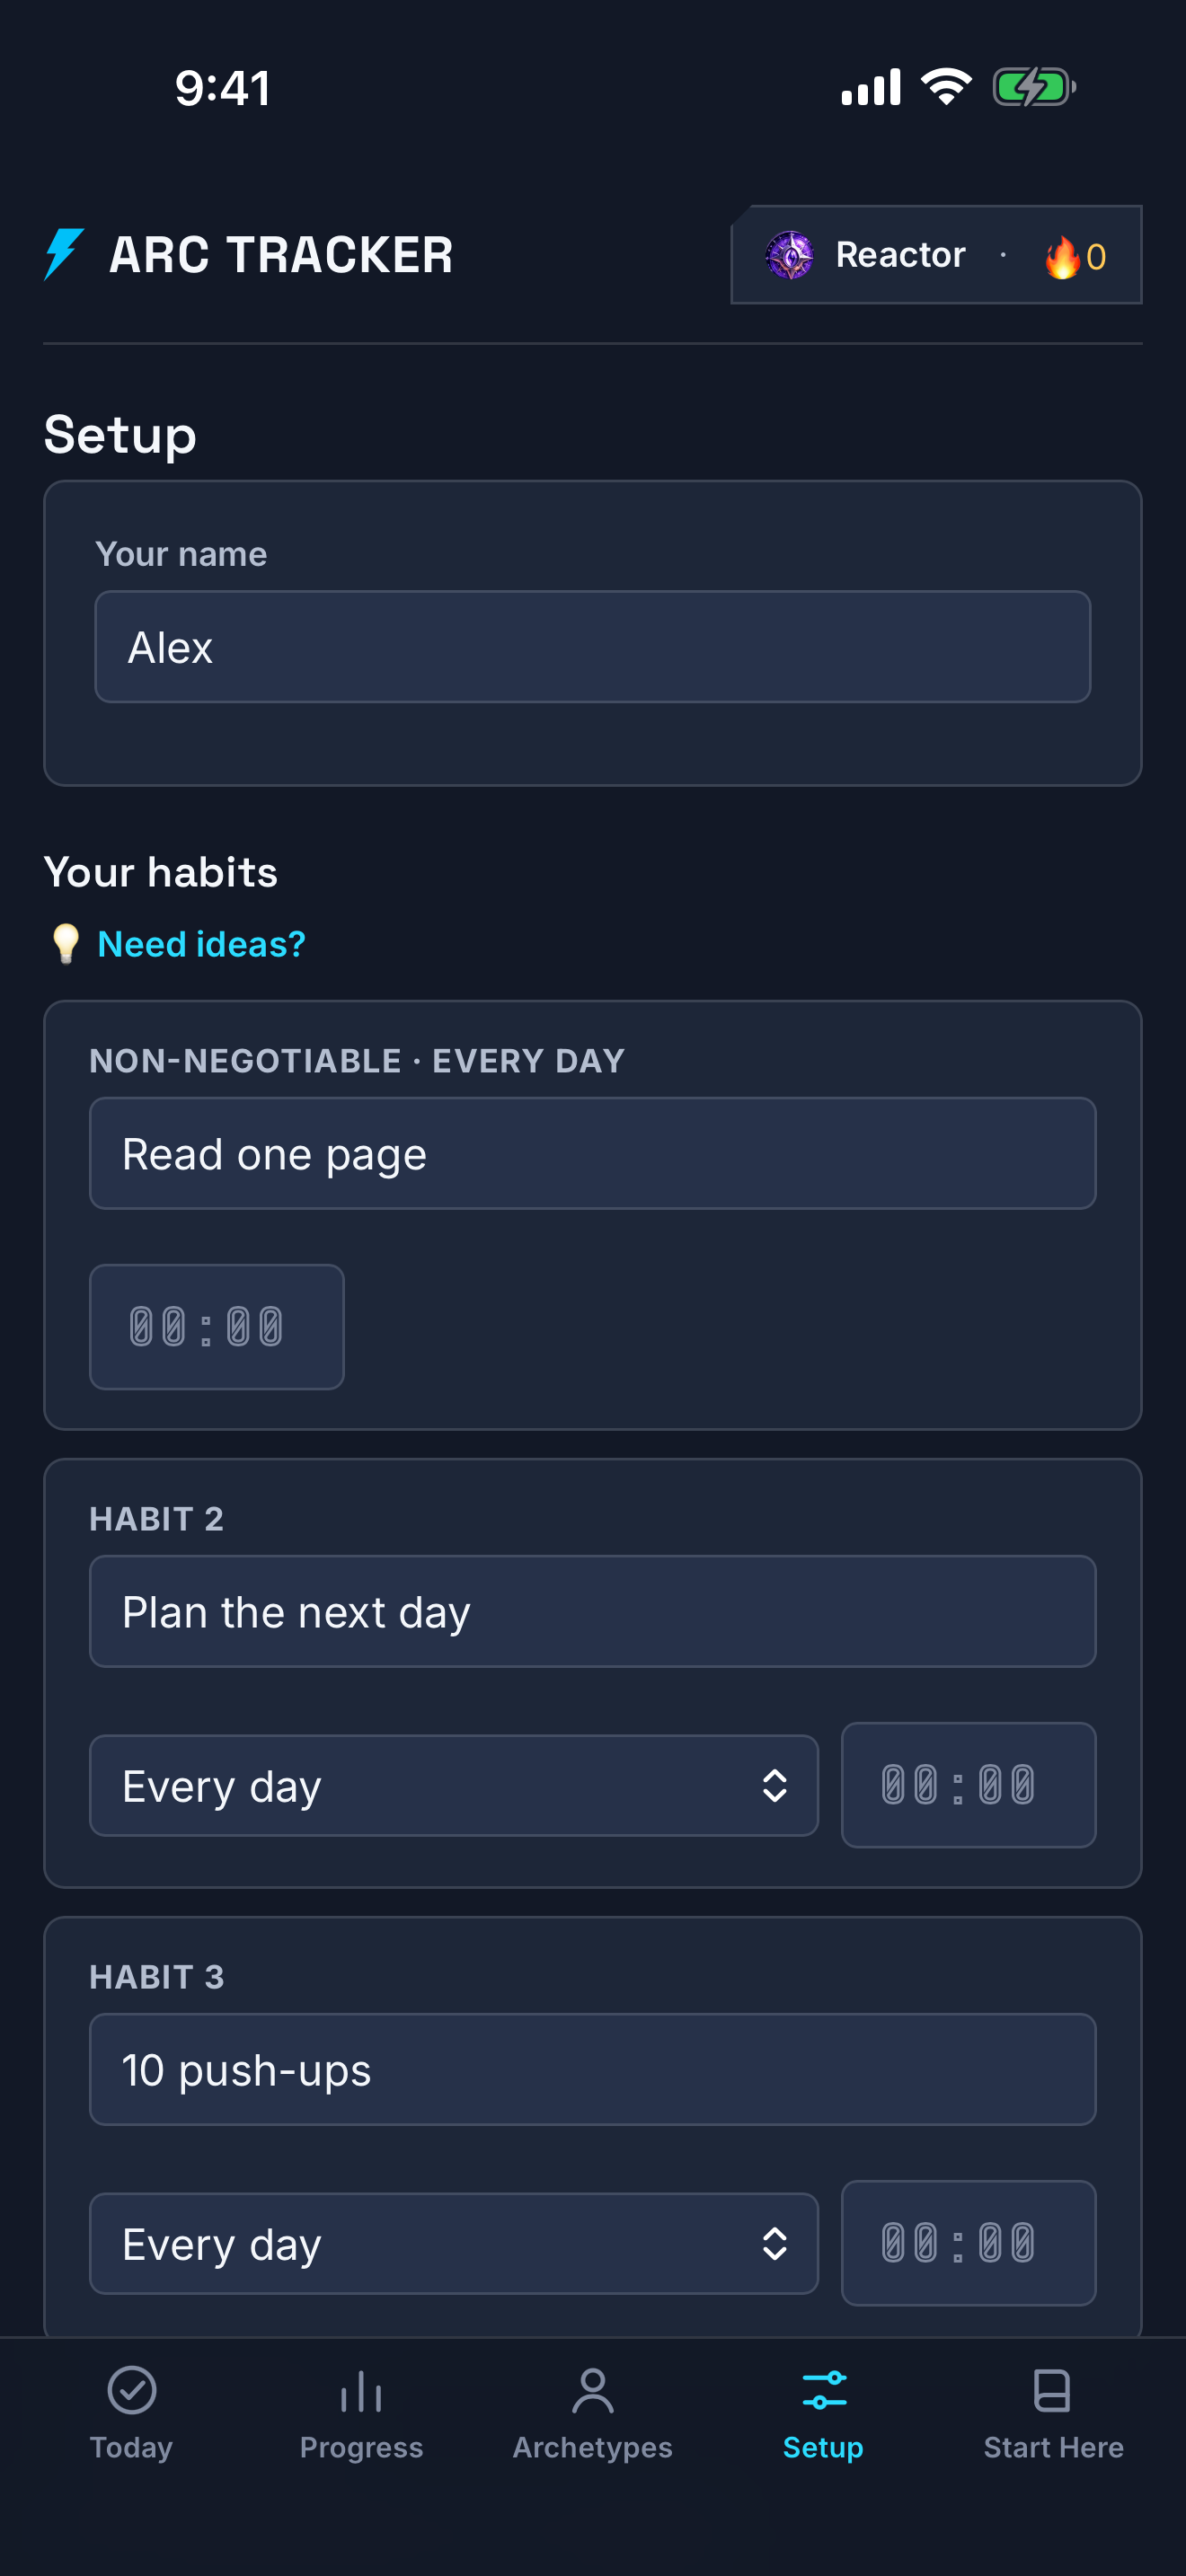 9:41
ARC TRACKER
Reactor · 🔥0
Setup
Your name
Alex
Your habits
💡 Need ideas?
NON-NEGOTIABLE · EVERY DAY
Read one page
00:00
HABIT 2
Plan the next day
Every day 00:00
HABIT 3
10 push-ups
Every day 00:00
Today Progress Archetypes Setup Start Here